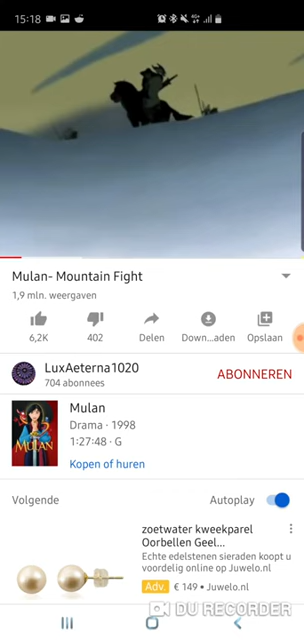 15:18
Mulan- Mountain Fight
1,9 mln. weergaven
6,2K 402 Delen Down...aden Opslaan
LuxAeterna1020
704 abonnees
ABONNEREN
MULAN
Mulan
Drama · 1998
1:27:48 · G
Kopen of huren
Volgende Autoplay
zoetwater kweekparel
Oorbellen Geel...
Echte edelstenen sieraden koopt u
voordelig online op Juwelo.nl
Adv. € 149 · Juwelo.nl
DU RECORDER